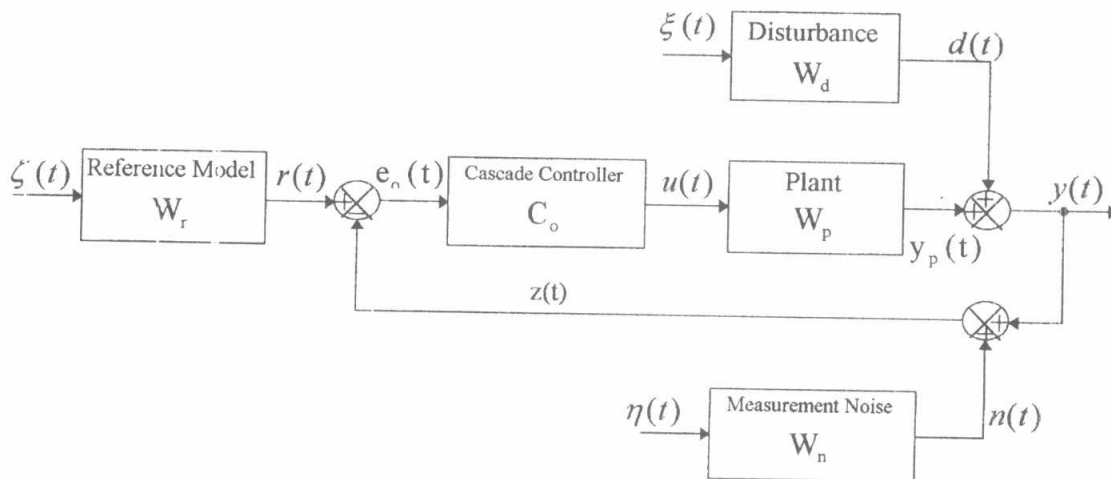 ξ(t)
Disturbance
W_d
d(t)
ζ(t)
Reference Model
W_r
r(t)
+
−
e_o(t)
Cascade Controller
C_o
u(t)
Plant
W_p
y_p(t)
+
+
y(t)
z(t)
+
+
η(t)
Measurement Noise
W_n
n(t)